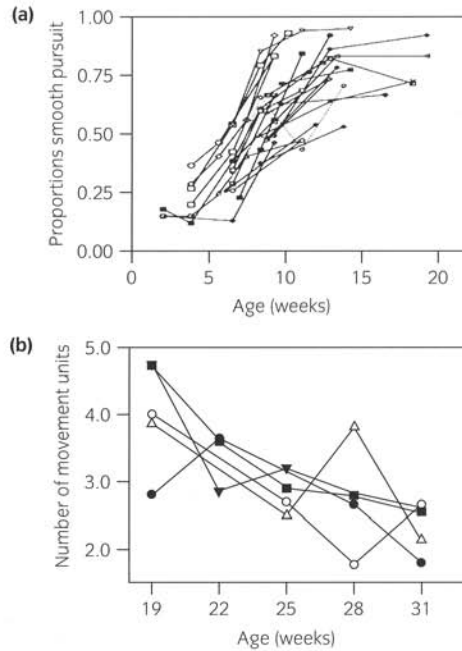 (a)
Proportions smooth pursuit
1.00
0.75
0.50
0.25
0.00
0 5 10 15 20
Age (weeks)
(b)
Number of movement units
5.0
4.0
3.0
2.0
19 22 25 28 31
Age (weeks)